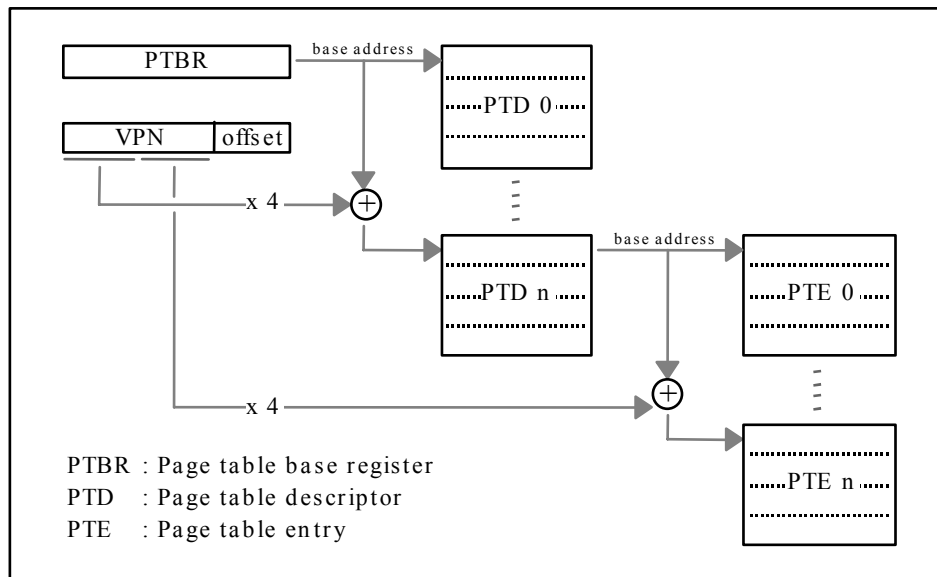 PTBR
base address
PTD 0
VPN offset
x 4
base address
PTD n
PTE 0
x 4
PTE n
PTBR : Page table base register
PTD : Page table descriptor
PTE : Page table entry